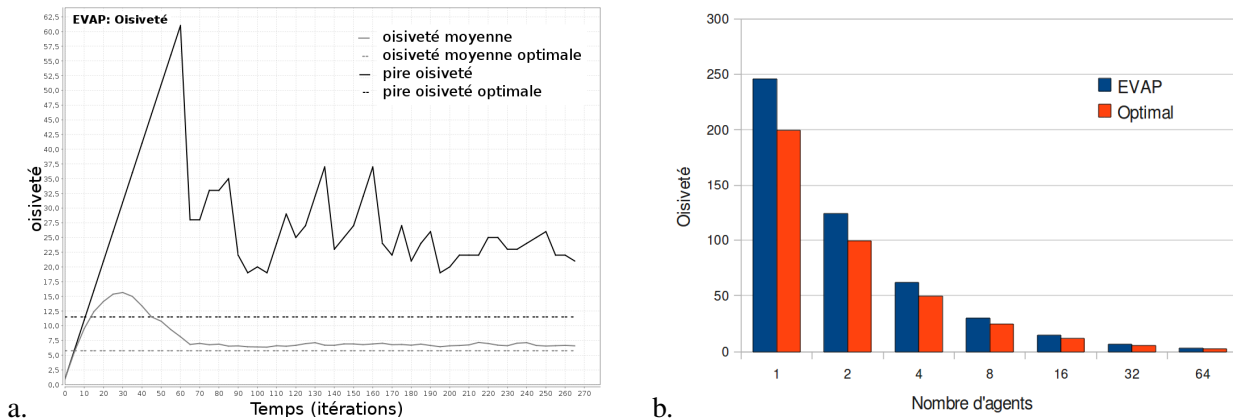 EVAP: Oisiveté
oisiveté moyenne
oisiveté moyenne optimale
pire oisiveté
pire oisiveté optimale
62,5
60,0
57,5
55,0
52,5
50,0
47,5
45,0
42,5
40,0
37,5
35,0
32,5
30,0
27,5
25,0
22,5
20,0
17,5
15,0
12,5
10,0
7,5
5,0
2,5
0,0
oisiveté
0 10 20 30 40 50 60 70 80 90 100 110 120 130 140 150 160 170 180 190 200 210 220 230 240 250 260 270
Temps (itérations)
a.
300
250
200
150
100
50
0
Oisiveté
EVAP
Optimal
1 2 4 8 16 32 64
Nombre d'agents
b.